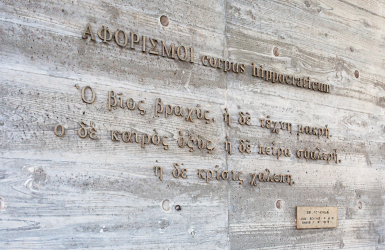 ΑΦΟΡΙΣΜΟΙ corpus hippocraticum
Ὁ βίος βραχύς, ἡ δὲ τέχνη μακρή,
ὁ δὲ καιρὸς ὀξύς, ἡ δὲ πεῖρα σφαλερή,
ἡ δὲ κρίσις χαλεπή.